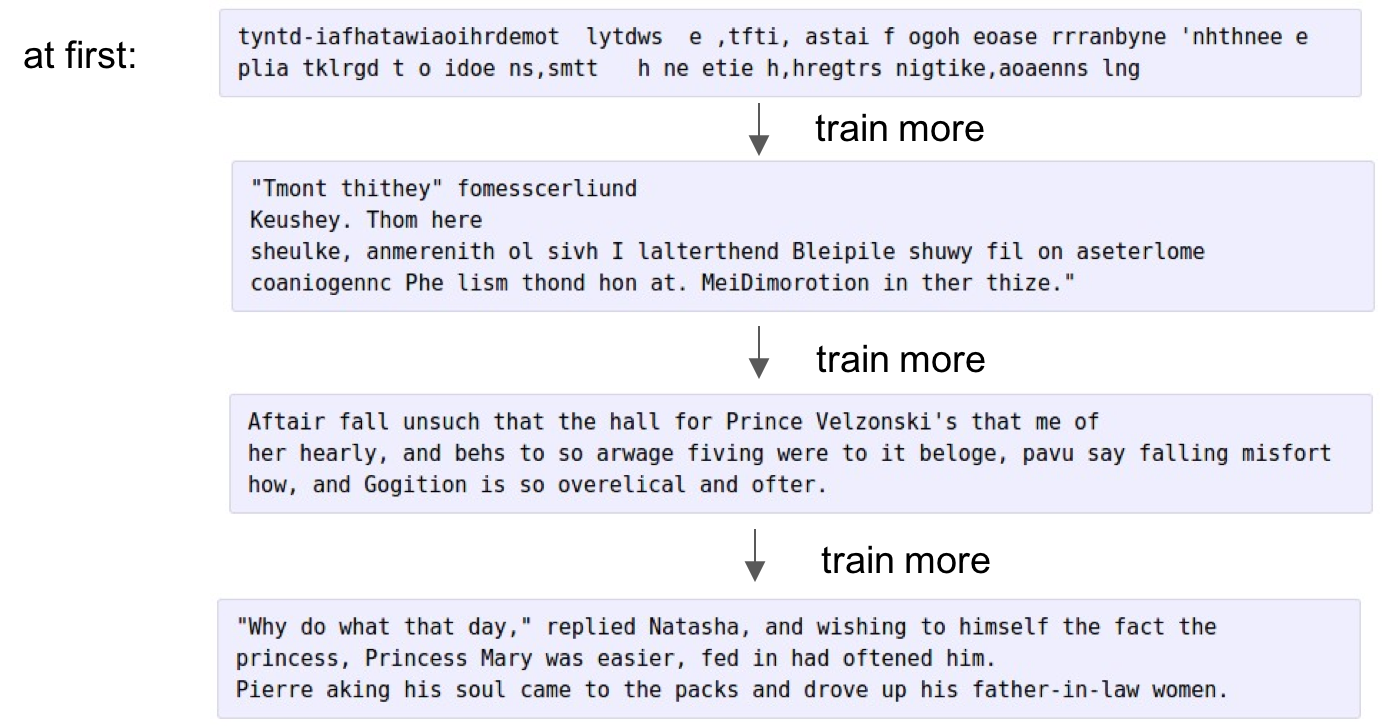 at first:
tyntd-iafhatawiaoihrdemot  lytdws  e ,tfti, astai f ogoh eoase rrranbyne 'nhthnee e
plia tklrgd t o idoe ns,smtt   h ne etie h,hregtrs nigtike,aoaenns lng
train more
"Tmont thithey" fomesscerliund
Keushey. Thom here
sheulke, anmerenith ol sivh I lalterthend Bleipile shuwy fil on aseterlome
coaniogennc Phe lism thond hon at. MeiDimorotion in ther thize."
train more
Aftair fall unsuch that the hall for Prince Velzonski's that me of
her hearly, and behs to so arwage fiving were to it beloge, pavu say falling misfort
how, and Gogition is so overelical and ofter.
train more
"Why do what that day," replied Natasha, and wishing to himself the fact the
princess, Princess Mary was easier, fed in had oftened him.
Pierre aking his soul came to the packs and drove up his father-in-law women.